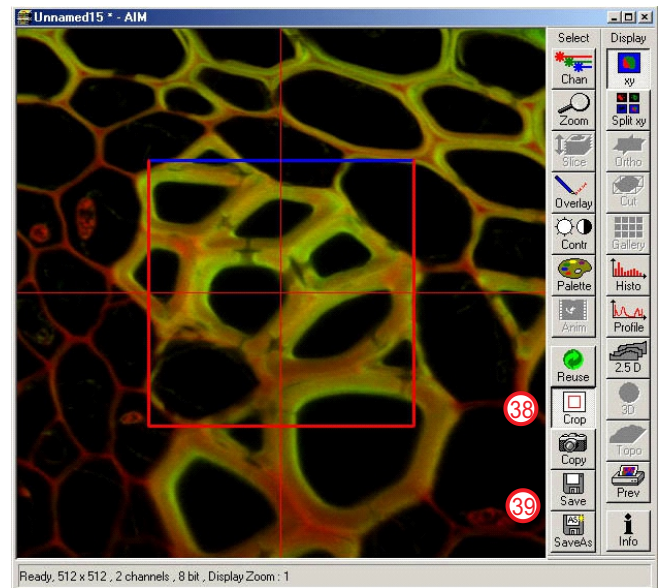 Unnamed15 * - AIM
Select
Display
Chan
xy
Zoom
Split xy
Slice
Ortho
Overlay
Cut
Contr
Gallery
Palette
Histo
Anim
Profile
Reuse
2.5 D
38
Crop
3D
Copy
Topo
39
Save
Prev
AS
SaveAs
i
Info
Ready, 512 x 512 , 2 channels , 8 bit , Display Zoom : 1